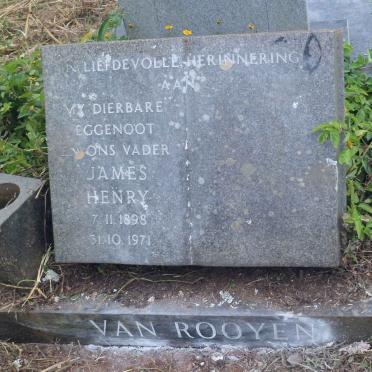 IN LIEFDEVOLLE HERINNERING
AAN
MY DIERBARE
EGGENOOT
ONS VADER
JAMES
HENRY
7.11.1898
31.10.1971
VAN ROOYEN